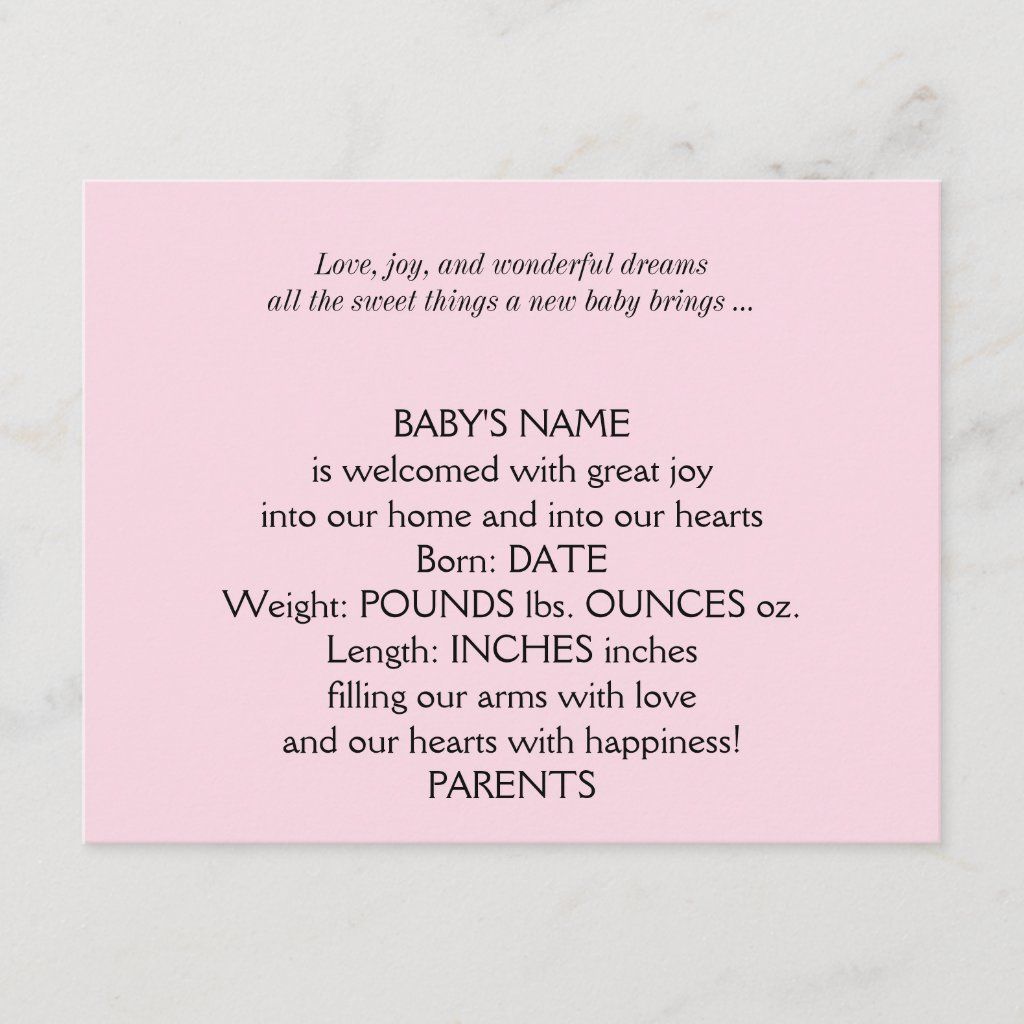 Love, joy, and wonderful dreams
all the sweet things a new baby brings ...
BABY'S NAME
is welcomed with great joy
into our home and into our hearts
Born: DATE
Weight: POUNDS lbs. OUNCES oz.
Length: INCHES inches
filling our arms with love
and our hearts with happiness!
PARENTS